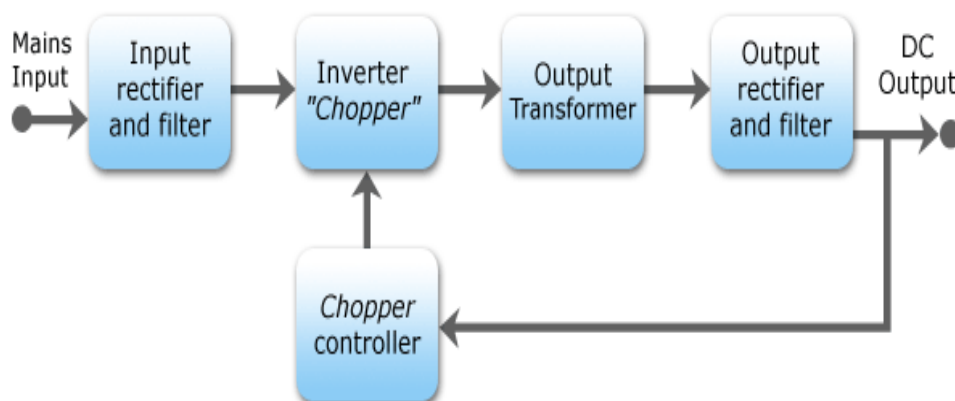 Mains
Input
Input
rectifier
and filter
Inverter
"Chopper"
Output
Transformer
Output
rectifier
and filter
DC
Output
Chopper
controller